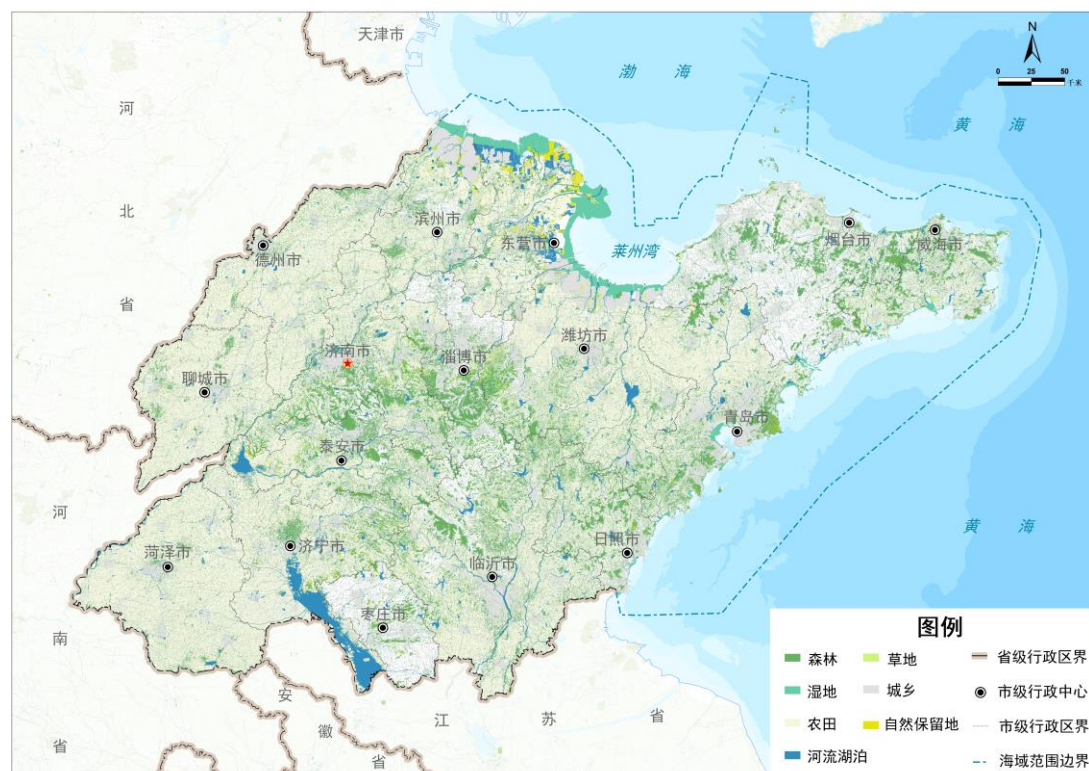 天津市
N
0 25 50
千米
渤 海
黄 海
河
北
省
滨州市
东营市
莱州湾
烟台市
威海市
德州市
济南市
淄博市
潍坊市
聊城市
青岛市
泰安市
河
南
省
黄 海
菏泽市
济宁市
临沂市
日照市
枣庄市
安
徽
省
江 苏 省
图例
森林 草地 省级行政区界
湿地 城乡 市级行政中心
农田 自然保留地 市级行政区界
河流湖泊 海域范围边界